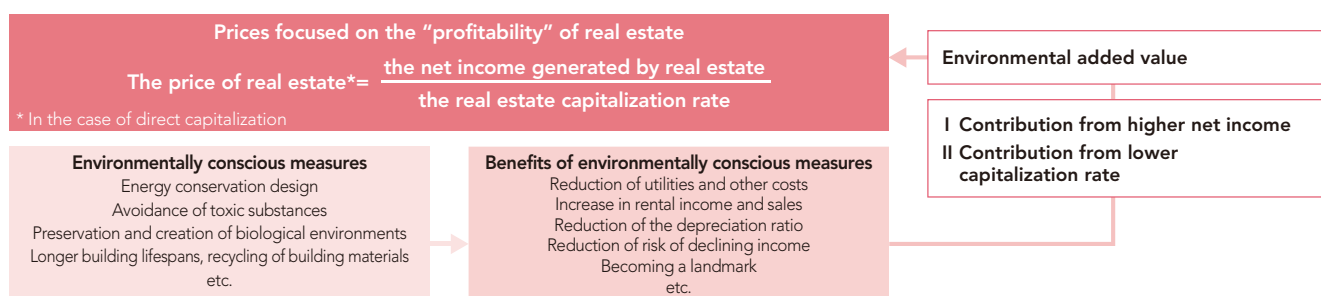 Prices focused on the “profitability” of real estate
The price of real estate*= the net income generated by real estate
the real estate capitalization rate
* In the case of direct capitalization
Environmental added value
I Contribution from higher net income
II Contribution from lower
capitalization rate
Environmentally conscious measures
Energy conservation design
Avoidance of toxic substances
Preservation and creation of biological environments
Longer building lifespans, recycling of building materials
etc.
Benefits of environmentally conscious measures
Reduction of utilities and other costs
Increase in rental income and sales
Reduction of the depreciation ratio
Reduction of risk of declining income
Becoming a landmark
etc.